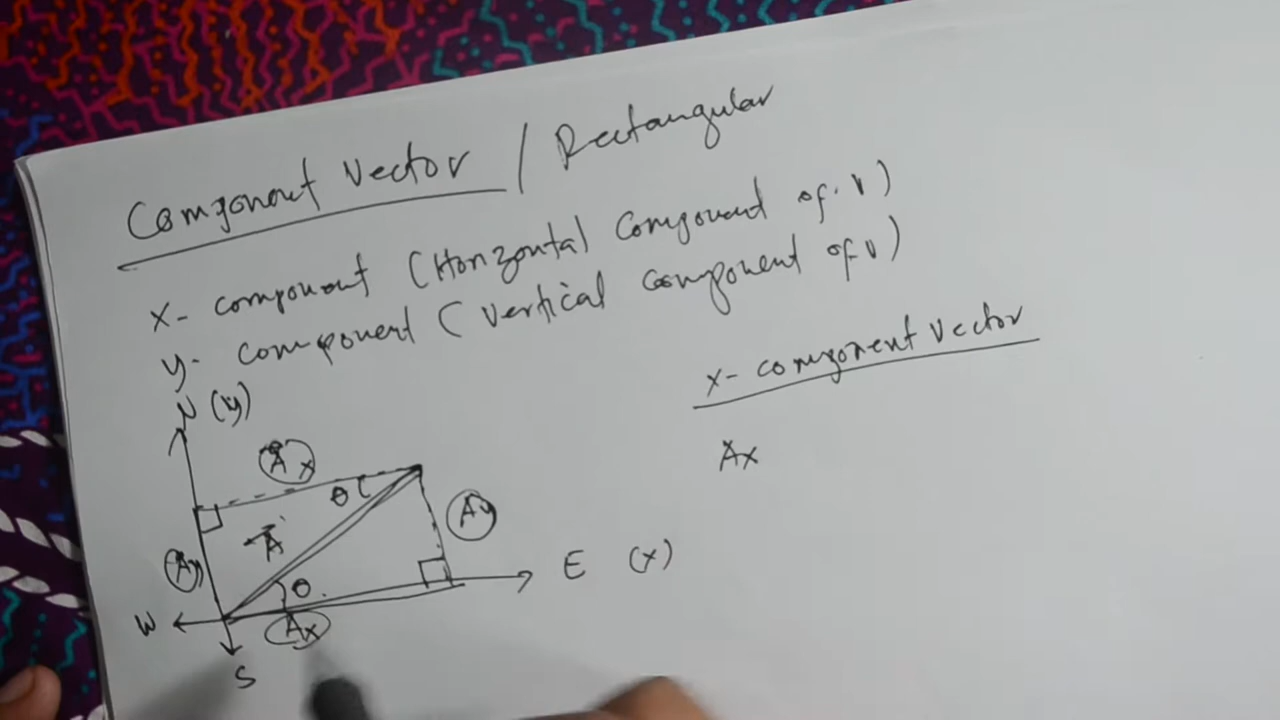 Component Vector / Rectangular
x- component (Horizontal Component of v)
y- component (Vertical component of v)
x- component Vector
N (y)
Ax
Ax
θ
Ay
A
Ay
E (x)
θ
W
Ax
S